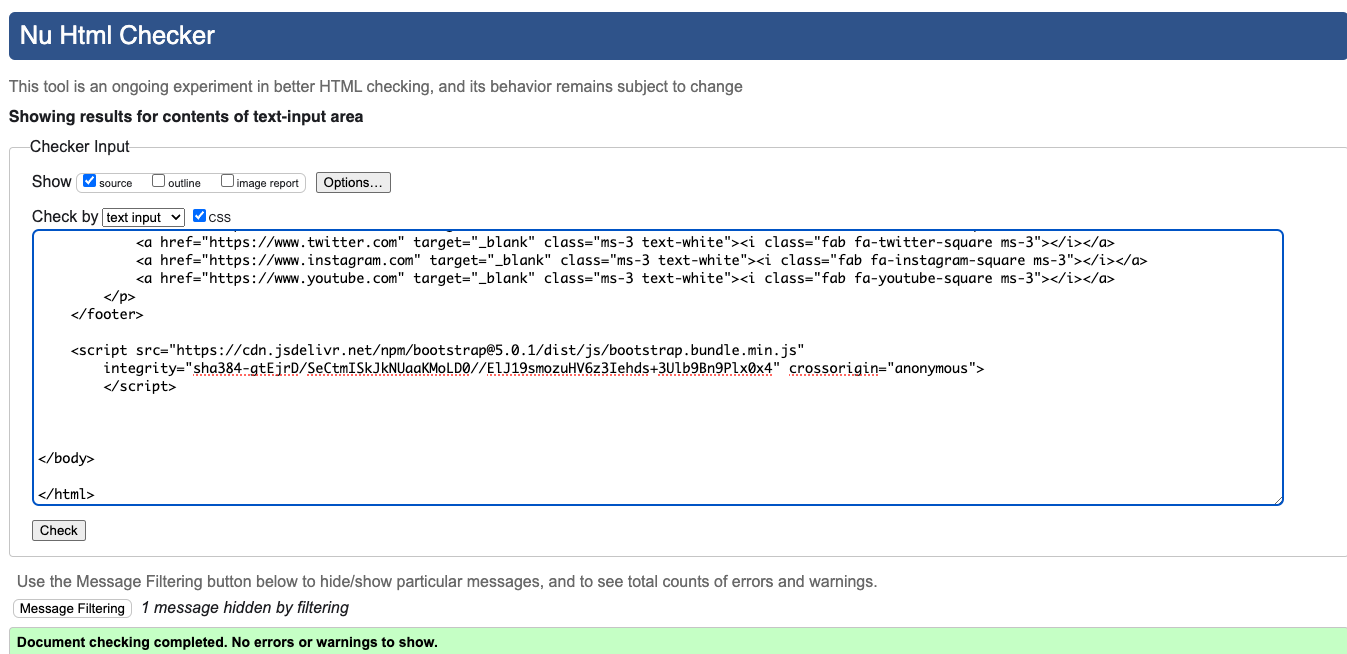 Nu Html Checker
This tool is an ongoing experiment in better HTML checking, and its behavior remains subject to change
Showing results for contents of text-input area
Checker Input
Show source outline image report Options...
Check by text input css
<a href="https://www.twitter.com" target="_blank" class="ms-3 text-white"><i class="fab fa-twitter-square ms-3"></i></a>
<a href="https://www.instagram.com" target="_blank" class="ms-3 text-white"><i class="fab fa-instagram-square ms-3"></i></a>
<a href="https://www.youtube.com" target="_blank" class="ms-3 text-white"><i class="fab fa-youtube-square ms-3"></i></a>
</p>
</footer>
<script src="https://cdn.jsdelivr.net/npm/bootstrap@5.0.1/dist/js/bootstrap.bundle.min.js"
integrity="sha384-gtEjrD/SeCtmISkJkNUaaKMoLD0//ElJ19smozuHV6z3Iehds+3Ulb9Bn9Plx0x4" crossorigin="anonymous">
</script>
</body>
</html>
Check
Use the Message Filtering button below to hide/show particular messages, and to see total counts of errors and warnings.
Message Filtering 1 message hidden by filtering
Document checking completed. No errors or warnings to show.